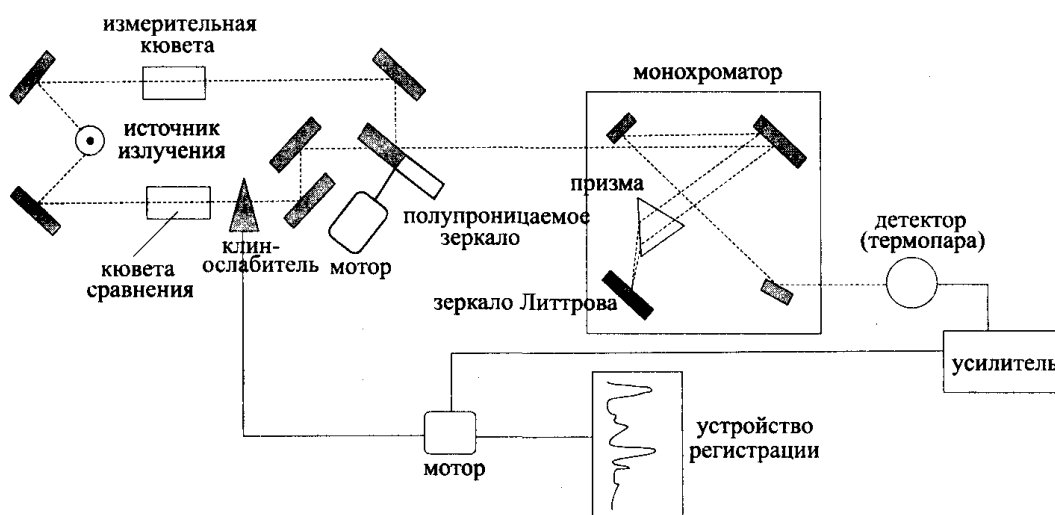 измерительная
кювета
источник
излучения
кювета
сравнения
клин-
ослабитель
мотор
полупроницаемое
зеркало
монохроматор
призма
зеркало Литтрова
детектор
(термопара)
усилитель
мотор
устройство
регистрации